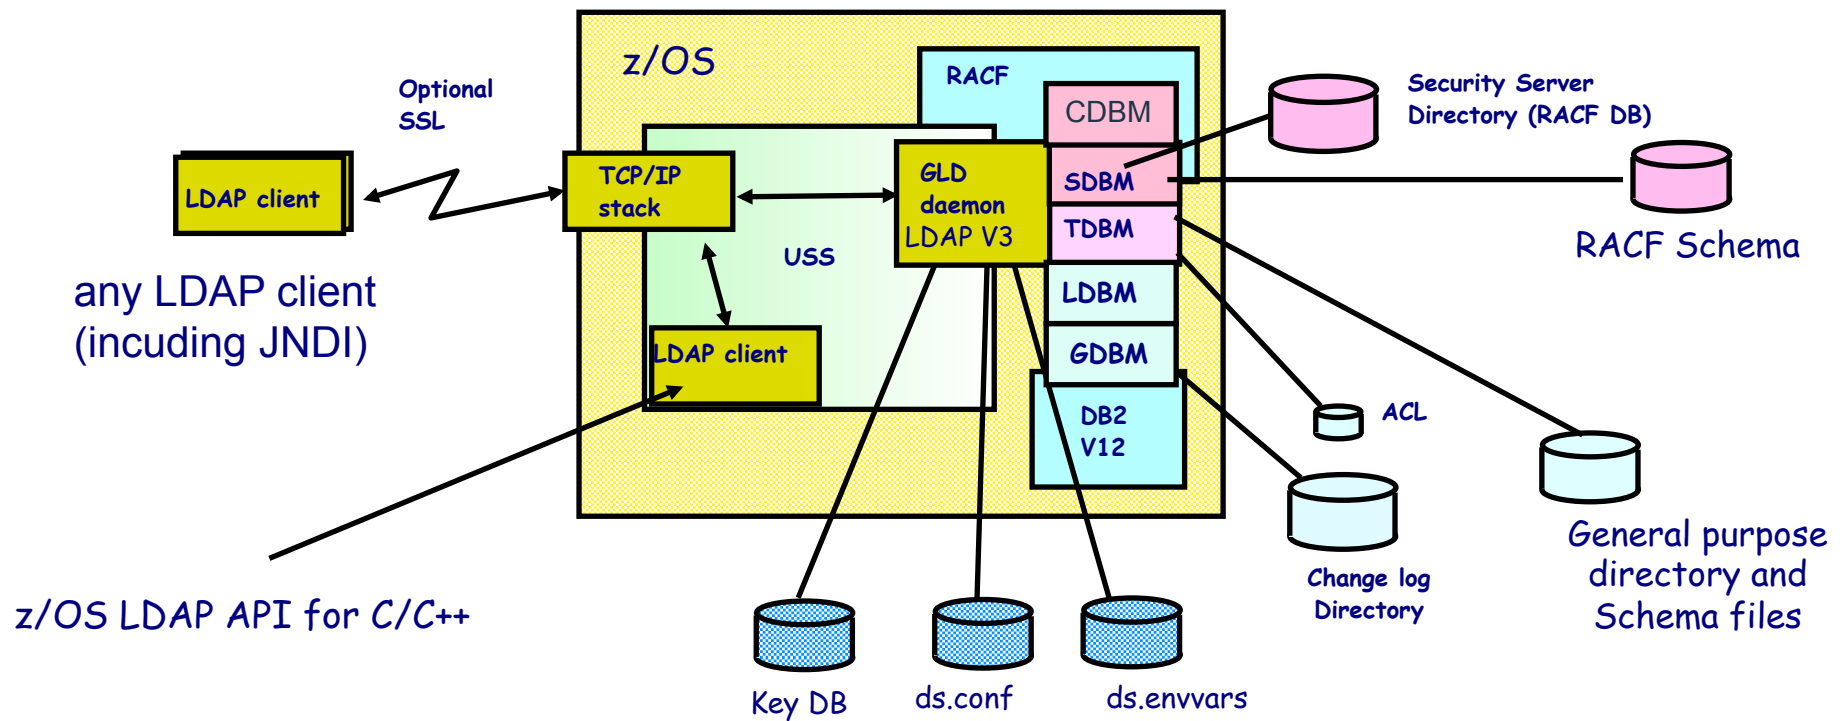 z/OS
RACF
Optional
SSL
CDBM
Security Server
Directory (RACF DB)
LDAP client
TCP/IP
stack
GLD
daemon
LDAP V3
SDBM
TDBM
USS
RACF Schema
any LDAP client
(incuding JNDI)
LDBM
LDAP client
GDBM
DB2
V12
ACL
General purpose
directory and
Schema files
Change log
Directory
z/OS LDAP API for C/C++
Key DB
ds.conf
ds.envvars